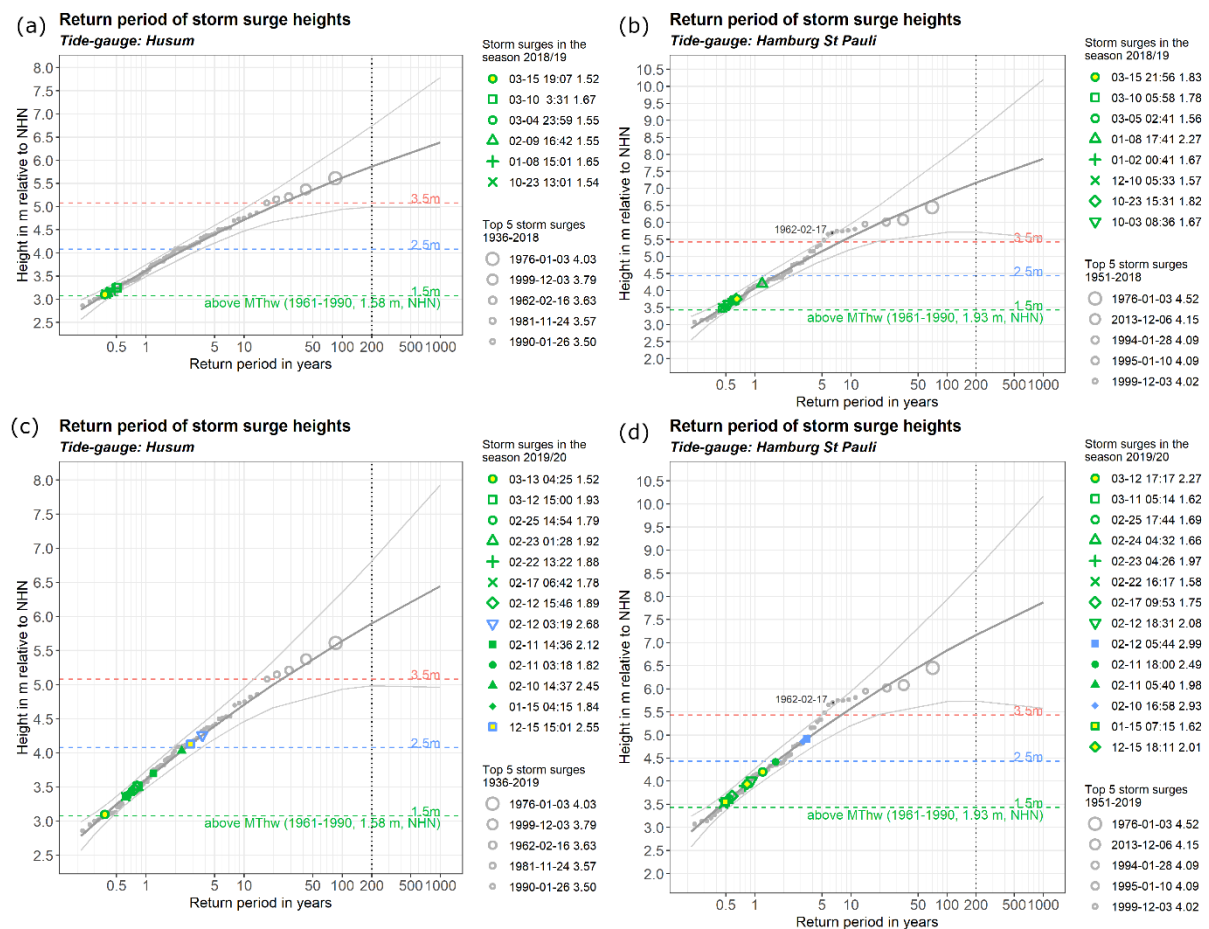 (a)
Return period of storm surge heights
Tide-gauge: Husum
Height in m relative to NHN
8.0
7.5
7.0
6.5
6.0
5.5
5.0
4.5
4.0
3.5
3.0
2.5
3.5m
2.5m
1.5m
above MThw (1961-1990, 1.58 m, NHN)
0.5 1 5 10 50 100 200 500 1000
Return period in years
Storm surges in the
season 2018/19
03-15 19:07 1.52
03-10 3:31 1.67
03-04 23:59 1.55
02-09 16:42 1.55
01-08 15:01 1.65
10-23 13:01 1.54
Top 5 storm surges
1936-2018
1976-01-03 4.03
1999-12-03 3.79
1962-02-16 3.63
1981-11-24 3.57
1990-01-26 3.50
(b)
Return period of storm surge heights
Tide-gauge: Hamburg St Pauli
Height in m relative to NHN
10.5
10.0
9.5
9.0
8.5
8.0
7.5
7.0
6.5
6.0
5.5
5.0
4.5
4.0
3.5
3.0
2.5
2.0
1962-02-17
3.5m
2.5m
1.5m
above MThw (1961-1990, 1.93 m, NHN)
0.5 1 5 10 50 100 200 500 1000
Return period in years
Storm surges in the
season 2018/19
03-15 21:56 1.83
03-10 05:58 1.78
03-05 02:41 1.56
01-08 17:41 2.27
01-02 00:41 1.67
12-10 05:33 1.57
10-23 15:31 1.82
10-03 08:36 1.67
Top 5 storm surges
1951-2018
1976-01-03 4.52
2013-12-06 4.15
1994-01-28 4.09
1995-01-10 4.09
1999-12-03 4.02
(c)
Return period of storm surge heights
Tide-gauge: Husum
Height in m relative to NHN
8.0
7.5
7.0
6.5
6.0
5.5
5.0
4.5
4.0
3.5
3.0
2.5
3.5m
2.5m
1.5m
above MThw (1961-1990, 1.58 m, NHN)
0.5 1 5 10 50 100 200 500 1000
Return period in years
Storm surges in the
season 2019/20
03-13 04:25 1.52
03-12 15:00 1.93
02-25 14:54 1.79
02-23 01:28 1.92
02-22 13:22 1.88
02-17 06:42 1.78
02-12 15:46 1.89
02-12 03:19 2.68
02-11 14:36 2.12
02-11 03:18 1.82
02-10 14:37 2.45
01-15 04:15 1.84
12-15 15:01 2.55
Top 5 storm surges
1936-2019
1976-01-03 4.03
1999-12-03 3.79
1962-02-16 3.63
1981-11-24 3.57
1990-01-26 3.50
(d)
Return period of storm surge heights
Tide-gauge: Hamburg St Pauli
Height in m relative to NHN
10.5
10.0
9.5
9.0
8.5
8.0
7.5
7.0
6.5
6.0
5.5
5.0
4.5
4.0
3.5
3.0
2.5
2.0
1962-02-17
3.5m
2.5m
1.5m
above MThw (1961-1990, 1.93 m, NHN)
0.5 1 5 10 50 100 200 500 1000
Return period in years
Storm surges in the
season 2019/20
03-12 17:17 2.27
03-11 05:14 1.62
02-25 17:44 1.69
02-24 04:32 1.66
02-23 04:26 1.97
02-22 16:17 1.58
02-17 09:53 1.75
02-12 18:31 2.08
02-12 05:44 2.99
02-11 18:00 2.49
02-11 05:40 1.98
02-10 16:58 2.93
01-15 07:15 1.62
12-15 18:11 2.01
Top 5 storm surges
1951-2019
1976-01-03 4.52
2013-12-06 4.15
1994-01-28 4.09
1995-01-10 4.09
1999-12-03 4.02